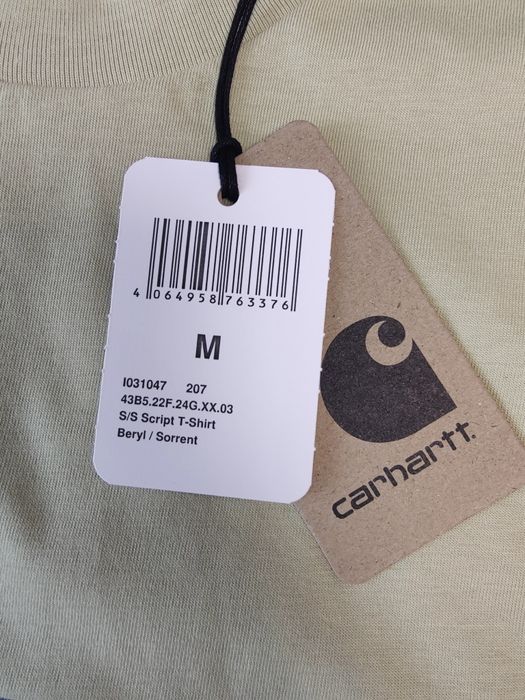 4 064958 763376
M
I031047 207
43B5.22F.24G.XX.03
S/S Script T-Shirt
Beryl / Sorrent
carhartt.